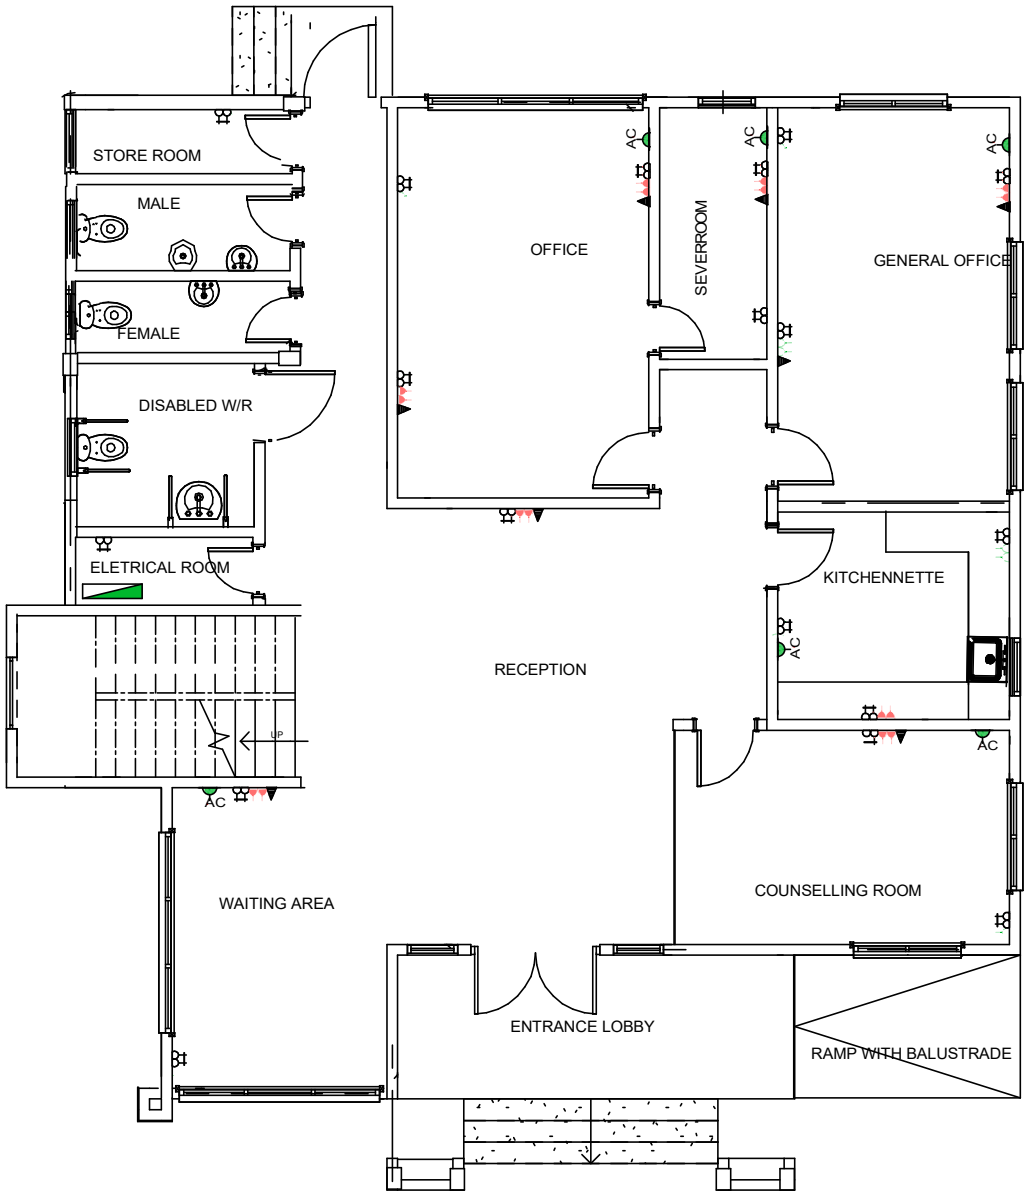 STORE ROOM
AC
AC
AC
MALE
OFFICE
SEVERROOM
GENERAL OFFICE
FEMALE
DISABLED W/R
ELETRICAL ROOM
KITCHENNETTE
AC
RECEPTION
UP
AC
AC
COUNSELLING ROOM
WAITING AREA
ENTRANCE LOBBY
RAMP WITH BALUSTRADE